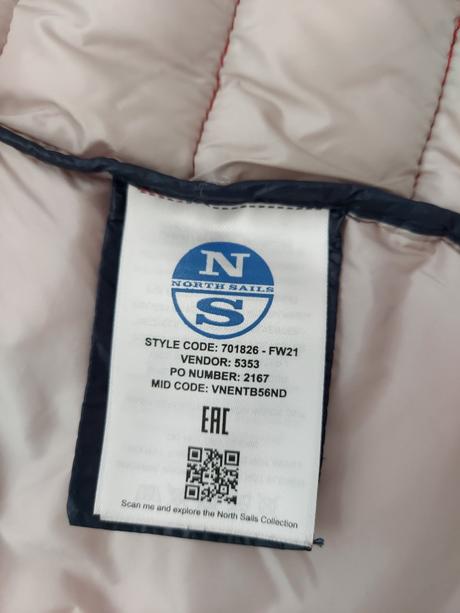 N
NORTH SAILS
S
STYLE CODE: 701826 - FW21
VENDOR: 5353
PO NUMBER: 2167
MID CODE: VNENTB56ND
EAC
Scan me and explore the North Sails Collection